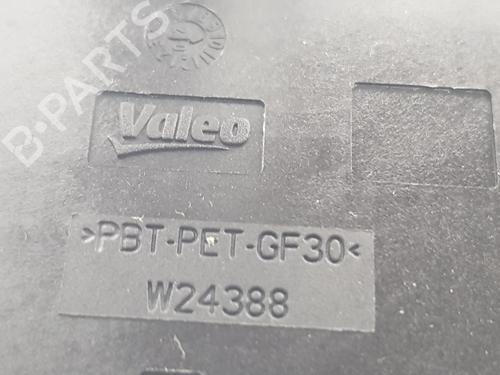 B-PARTS
Valeo
>PBT-PET-GF30<
W24388